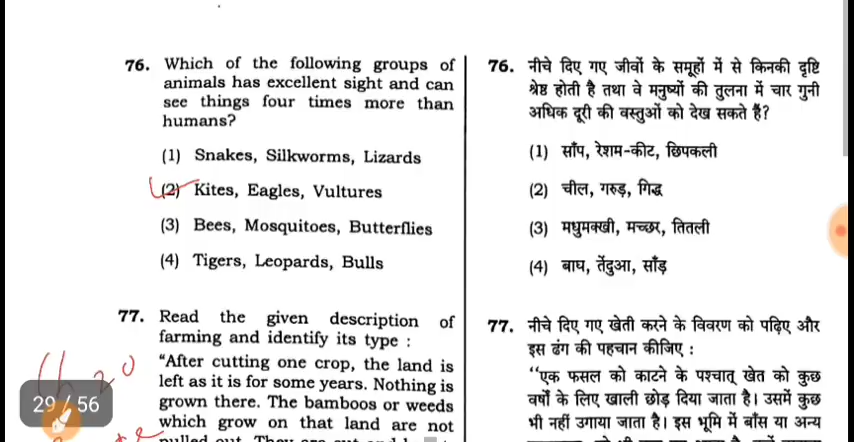 76. Which of the following groups of
animals has excellent sight and can
see things four times more than
humans?
(1) Snakes, Silkworms, Lizards
(2) Kites, Eagles, Vultures
(3) Bees, Mosquitoes, Butterflies
(4) Tigers, Leopards, Bulls
77. Read the given description of
farming and identify its type :
"After cutting one crop, the land is
left as it is for some years. Nothing is
grown there. The bamboos or weeds
which grow on that land are not
76. नीचे दिए गए जीवों के समूहों में से किनकी दृष्टि
श्रेष्ठ होती है तथा वे मनुष्यों की तुलना में चार गुनी
अधिक दूरी की वस्तुओं को देख सकते हैं?
(1) साँप, रेशम-कीट, छिपकली
(2) चील, गरुड़, गिद्ध
(3) मधुमक्खी, मच्छर, तितली
(4) बाघ, तेंदुआ, साँड़
77. नीचे दिए गए खेती करने के विवरण को पढ़िए और
इस ढंग की पहचान कीजिए :
"एक फसल को काटने के पश्चात् खेत को कुछ
वर्षों के लिए खाली छोड़ दिया जाता है। उसमें कुछ
भी नहीं उगाया जाता है। इस भूमि में बाँस या अन्य
29 / 56